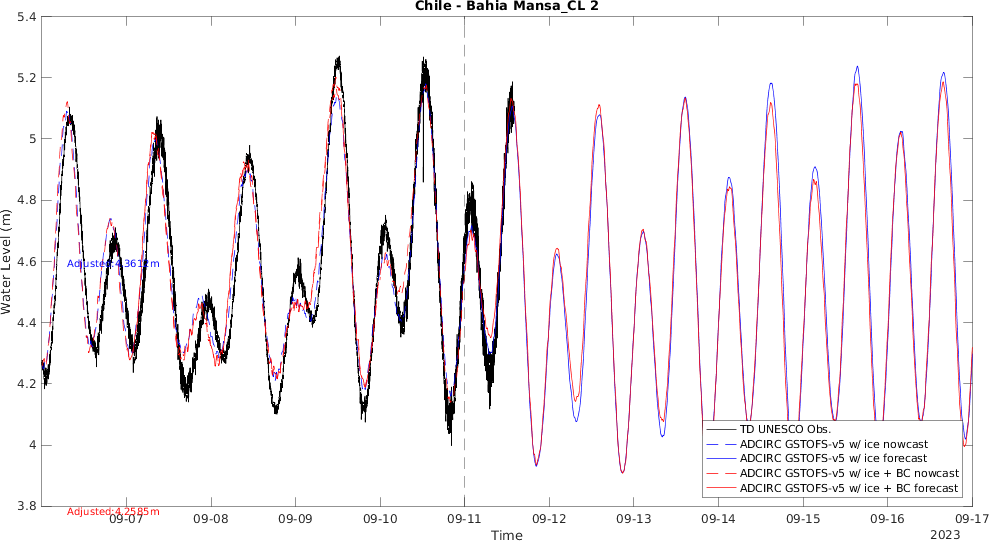 Chile - Bahia Mansa_CL 2
5.4
5.2
5
4.8
4.6
4.4
4.2
4
3.8
Water Level (m)
Adjusted:4.3612m
Adjusted:4.2585m
TD UNESCO Obs.
ADCIRC GSTOFS-v5 w/ ice nowcast
ADCIRC GSTOFS-v5 w/ ice forecast
ADCIRC GSTOFS-v5 w/ ice + BC nowcast
ADCIRC GSTOFS-v5 w/ ice + BC forecast
09-07 09-08 09-09 09-10 09-11 09-12 09-13 09-14 09-15 09-16 09-17
Time
2023